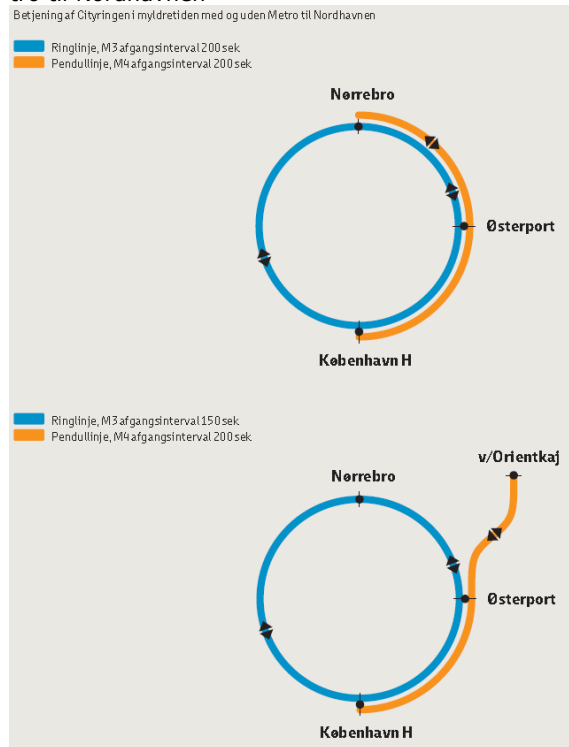 Betjening af Cityringen i myldretiden med og uden Metro til Nordhavnen
Ringlinje, M3 afgangsinterval 200 sek.
Pendullinje, M4 afgangsinterval 200 sek.
Nørrebro
Østerport
København H
Ringlinje, M3 afgangsinterval 150 sek.
Pendullinje, M4 afgangsinterval 200 sek.
v/Orientkaj
Nørrebro
Østerport
København H